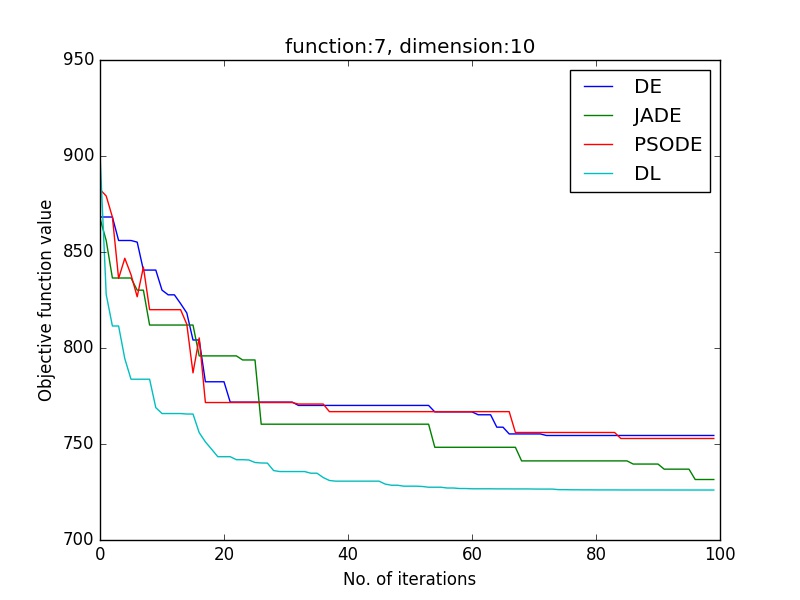 function:7, dimension:10
950
900
850
800
750
700
Objective function value
DE
JADE
PSODE
DL
0
20
40
60
80
100
No. of iterations